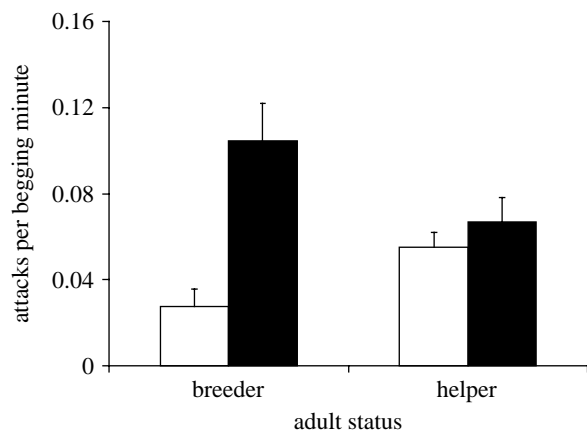 0.16
0.12
0.08
0.04
0
attacks per begging minute
breeder helper
adult status